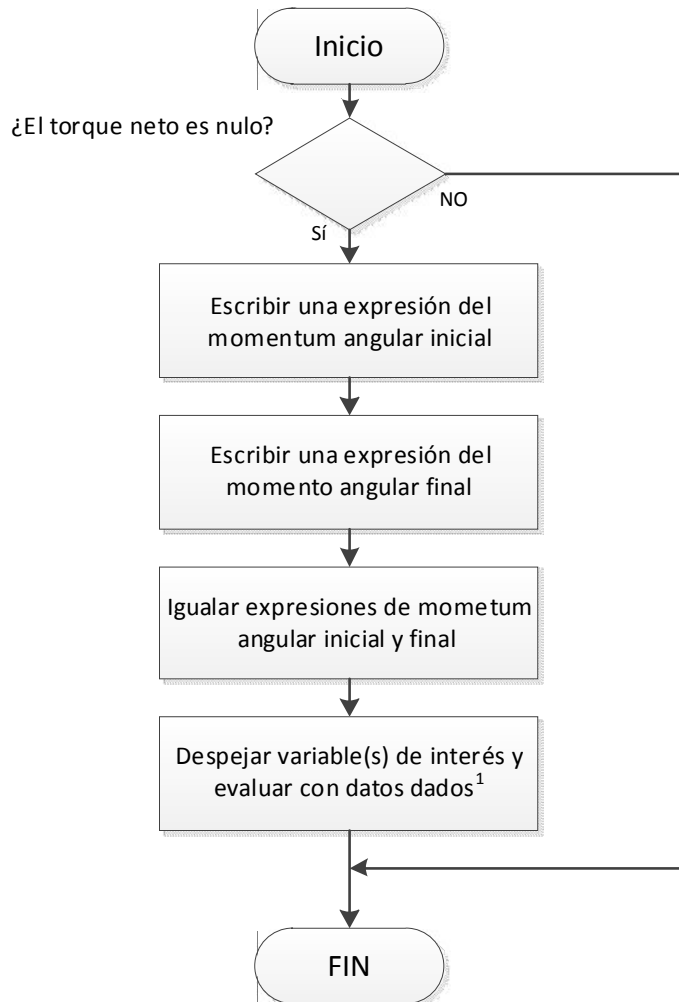 Inicio
¿El torque neto es nulo?
NO
Sí
Escribir una expresión del
momentum angular inicial
Escribir una expresión del
momento angular final
Igualar expresiones de mometum
angular inicial y final
Despejar variable(s) de interés y
evaluar con datos dados¹
FIN